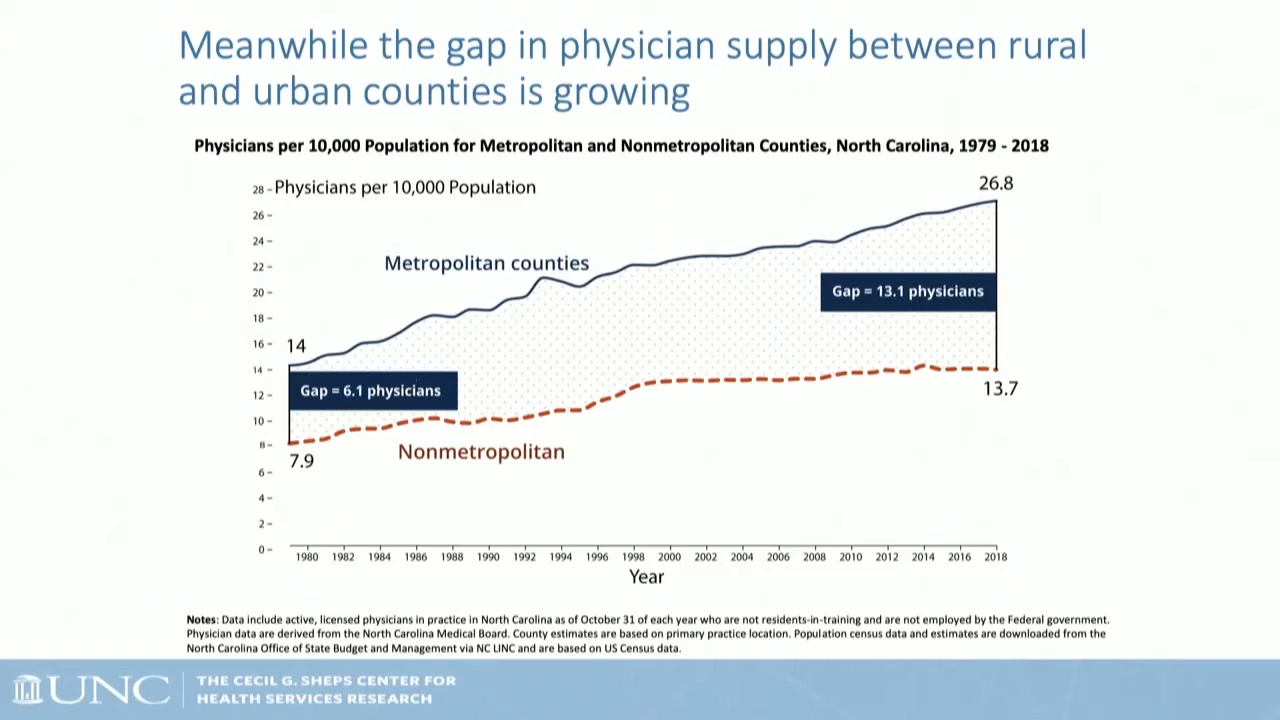 Meanwhile the gap in physician supply between rural
and urban counties is growing
Physicians per 10,000 Population for Metropolitan and Nonmetropolitan Counties, North Carolina, 1979 - 2018
28 Physicians per 10,000 Population
26.8
26
24
Metropolitan counties
22
20
Gap = 13.1 physicians
18
16
14
14
Gap = 6.1 physicians
12
13.7
10
8
Nonmetropolitan
7.9
6
4
2
0
1980 1982 1984 1986 1988 1990 1992 1994 1996 1998 2000 2002 2004 2006 2008 2010 2012 2014 2016 2018
Year
Notes: Data include active, licensed physicians in practice in North Carolina as of October 31 of each year who are not residents-in-training and are not employed by the Federal government.
Physician data are derived from the North Carolina Medical Board. County estimates are based on primary practice location. Population census data and estimates are downloaded from the
North Carolina Office of State Budget and Management via NC LINC and are based on US Census data.
UNC
THE CECIL G. SHEPS CENTER FOR
HEALTH SERVICES RESEARCH